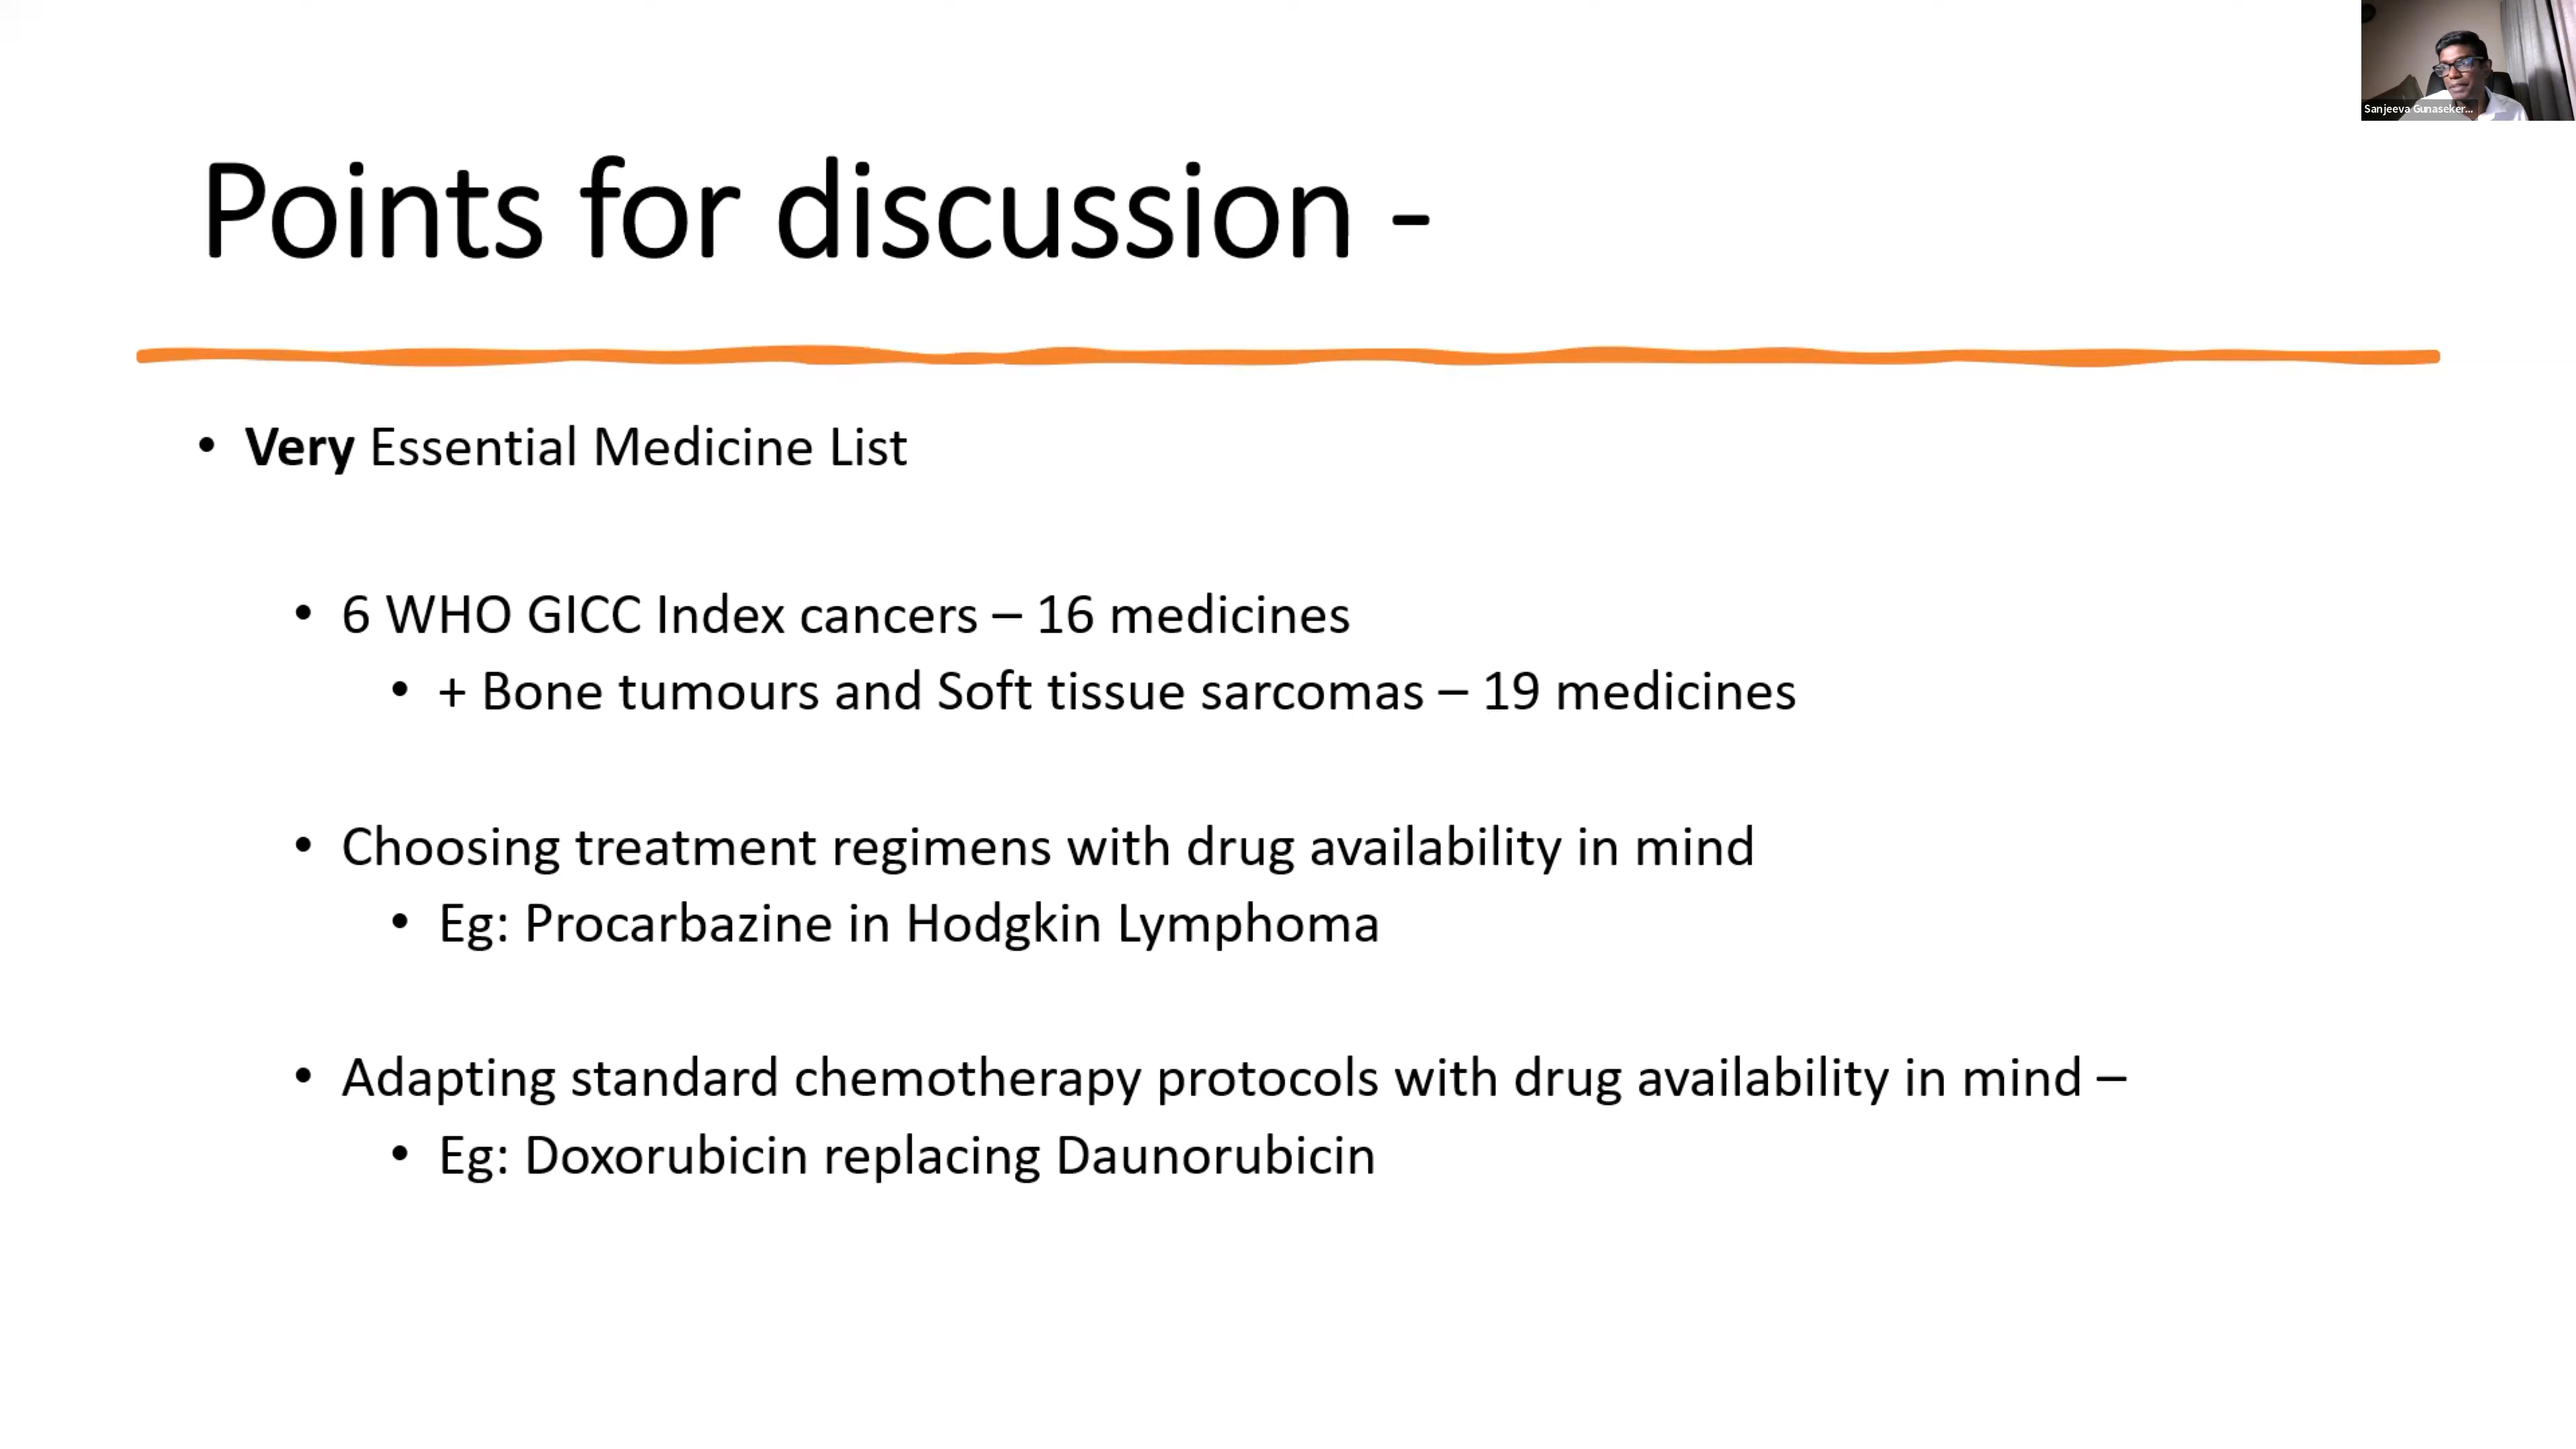 Sanjeeva Gunaseker...
Points for discussion -
• Very Essential Medicine List
• 6 WHO GICC Index cancers – 16 medicines
• + Bone tumours and Soft tissue sarcomas – 19 medicines
• Choosing treatment regimens with drug availability in mind
• Eg: Procarbazine in Hodgkin Lymphoma
• Adapting standard chemotherapy protocols with drug availability in mind –
• Eg: Doxorubicin replacing Daunorubicin